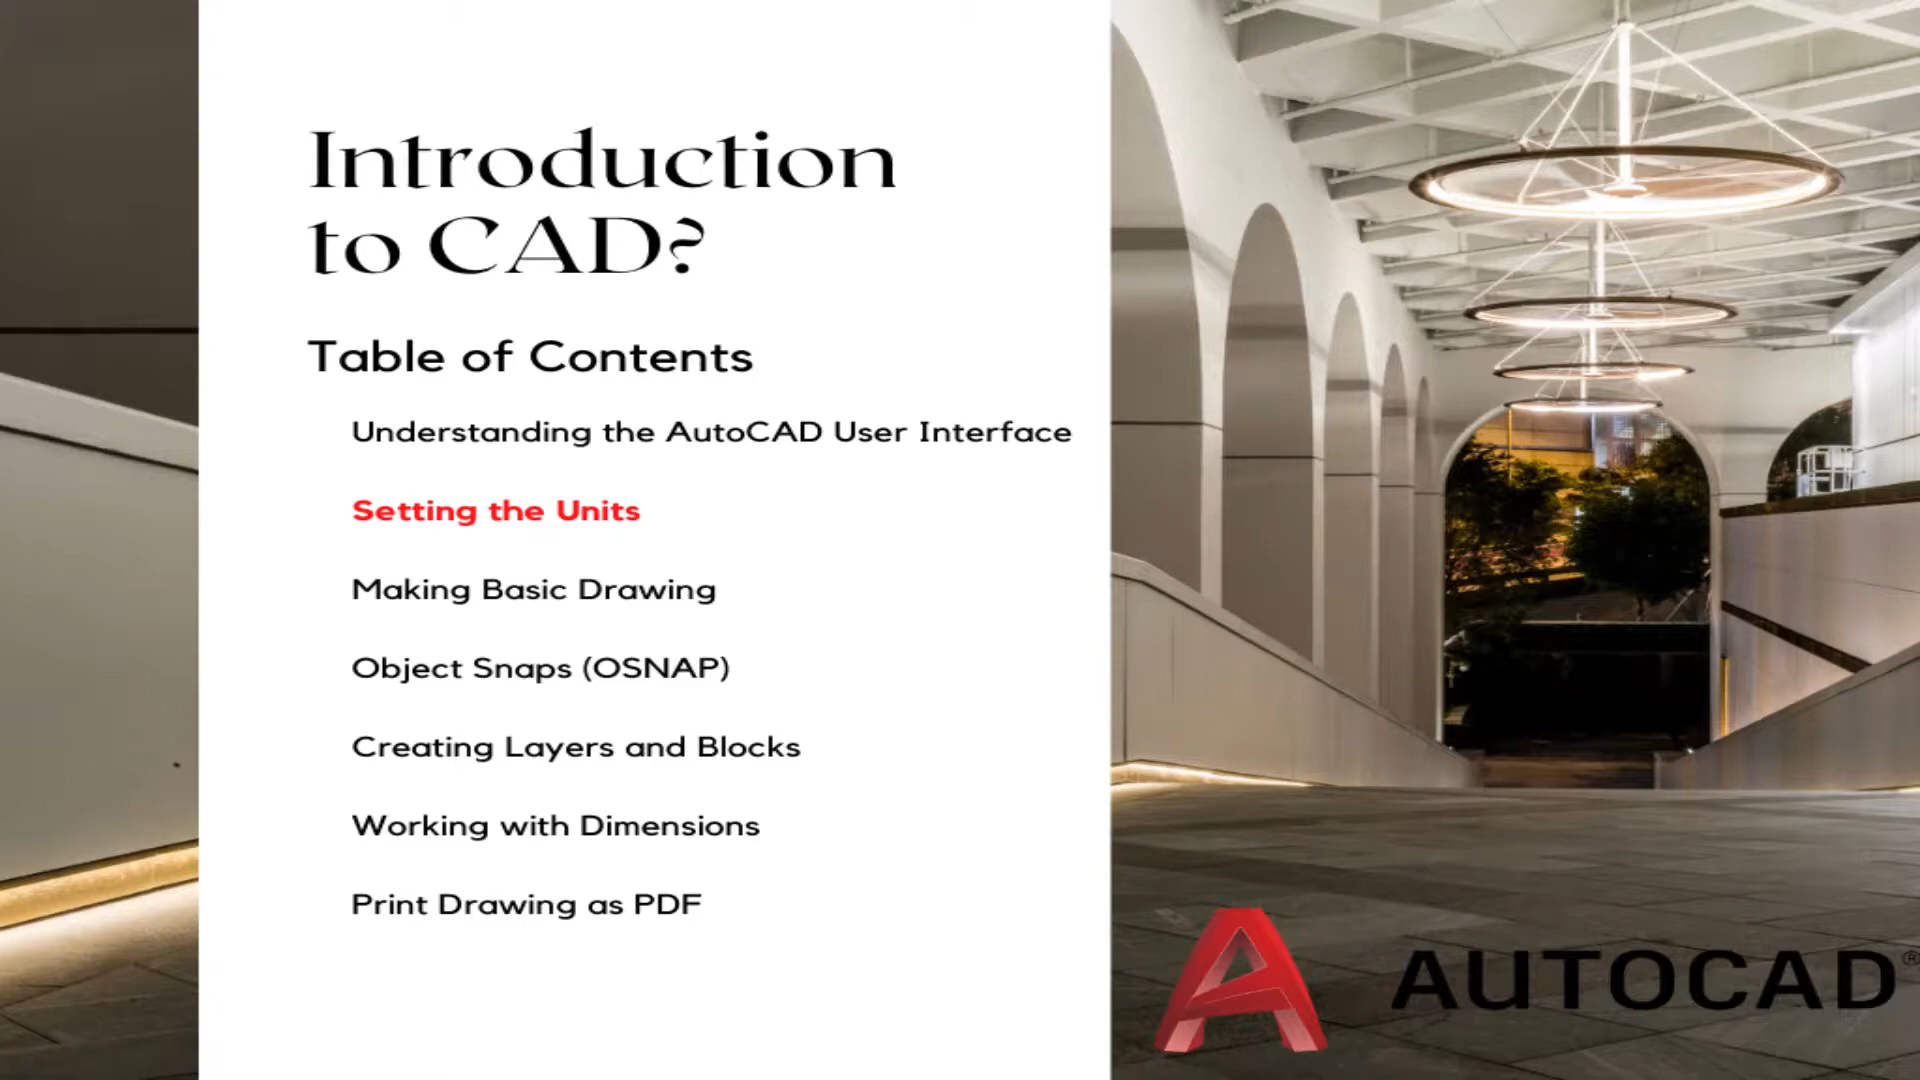 Introduction
to CAD?
Table of Contents
Understanding the AutoCAD User Interface
Setting the Units
Making Basic Drawing
Object Snaps (OSNAP)
Creating Layers and Blocks
Working with Dimensions
Print Drawing as PDF
AUTOCAD®